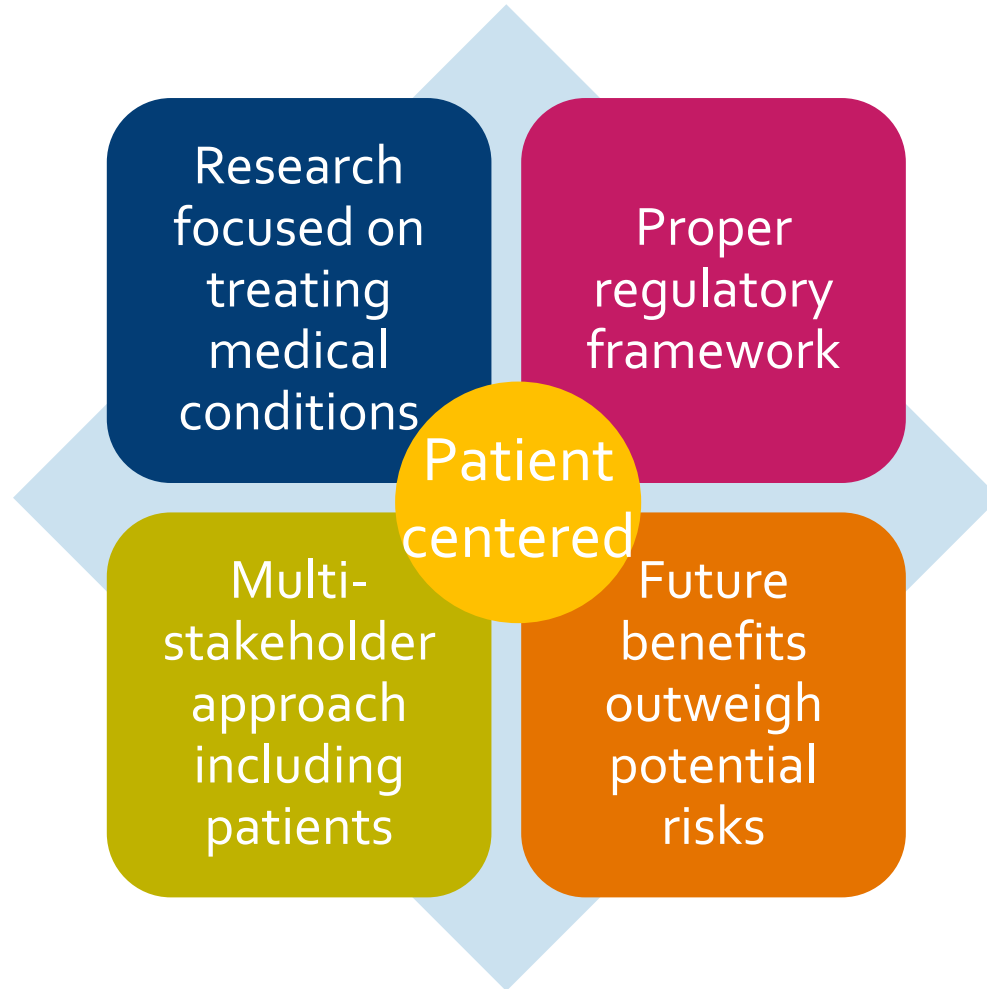 Research
focused on
treating
medical
conditions
Proper
regulatory
framework
Patient
centered
Multi-
stakeholder
approach
including
patients
Future
benefits
outweigh
potential
risks